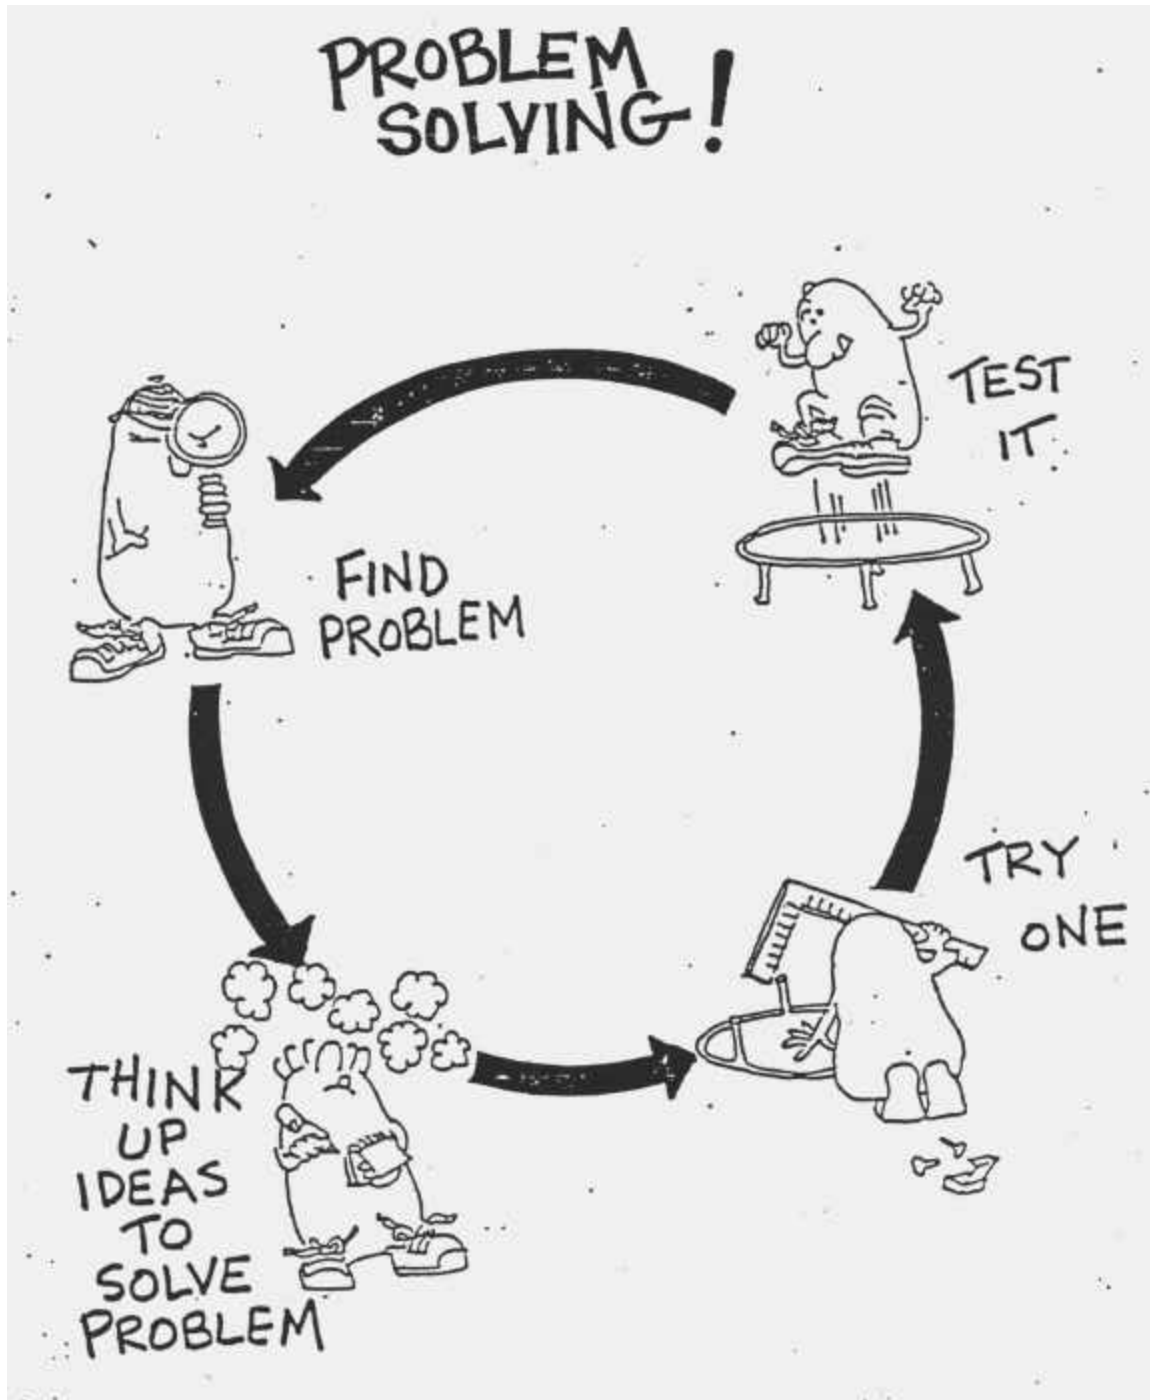 PROBLEM
SOLVING!
FIND
PROBLEM
THINK
UP
IDEAS
TO
SOLVE
PROBLEM
TRY
ONE
TEST
IT